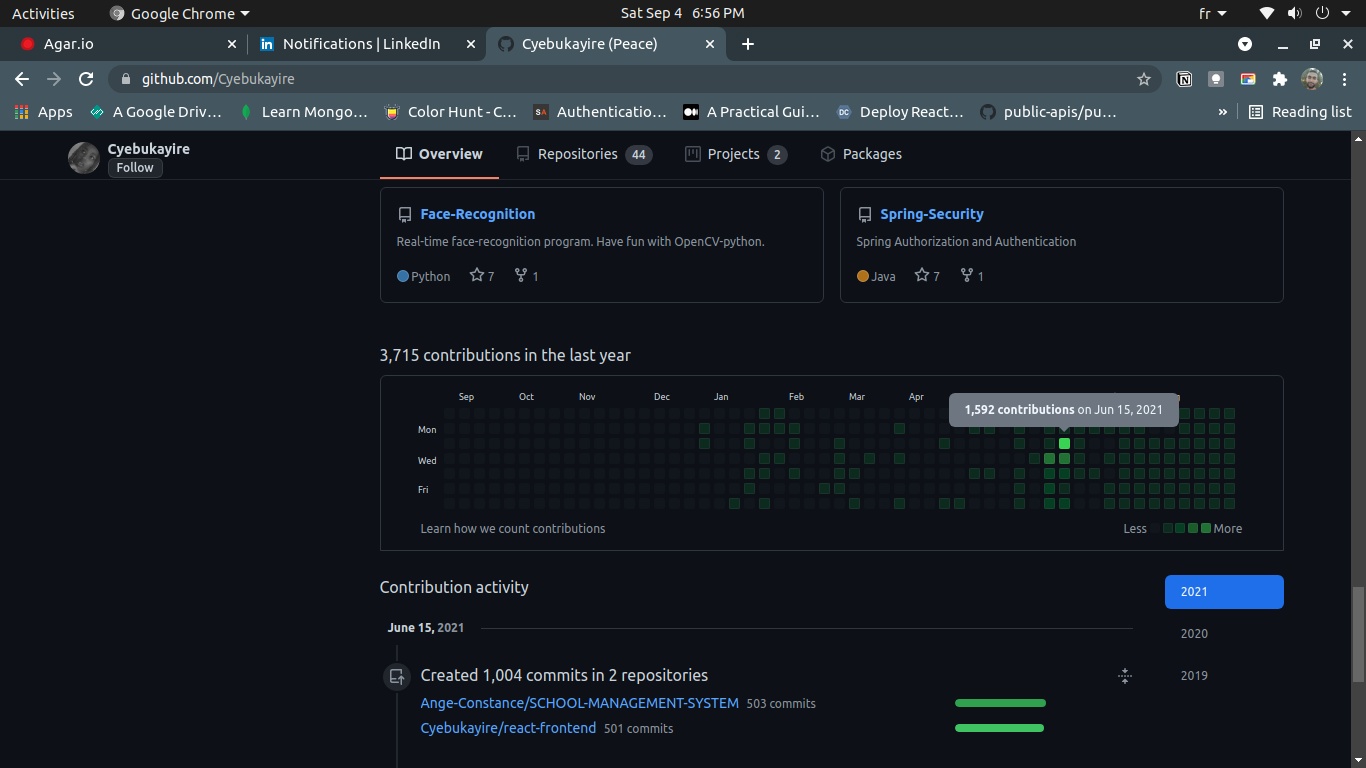 Activities Google Chrome Sat Sep 4 6:56 PM fr
Agar.io Notifications | LinkedIn Cyebukayire (Peace)
github.com/Cyebukayire
Apps A Google Driv… Learn Mongo… Color Hunt - C… SA Authenticatio… A Practical Gui… DC Deploy React… public-apis/pu… » Reading list
Cyebukayire
Follow
Overview Repositories 44 Projects 2 Packages
Face-Recognition
Real-time face-recognition program. Have fun with OpenCV-python.
Python 7 1
Spring-Security
Spring Authorization and Authentication
Java 7 1
3,715 contributions in the last year
Sep Oct Nov Dec Jan Feb Mar Apr
1,592 contributions on Jun 15, 2021
Mon
Wed
Fri
Learn how we count contributions Less More
Contribution activity
2021
2020
2019
June 15, 2021
Created 1,004 commits in 2 repositories
Ange-Constance/SCHOOL-MANAGEMENT-SYSTEM 503 commits
Cyebukayire/react-frontend 501 commits